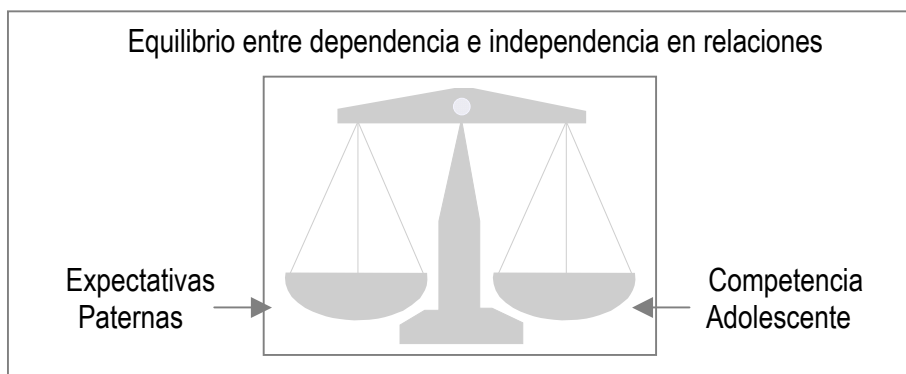 Equilibrio entre dependencia e independencia en relaciones
Expectativas
Paternas
Competencia
Adolescente